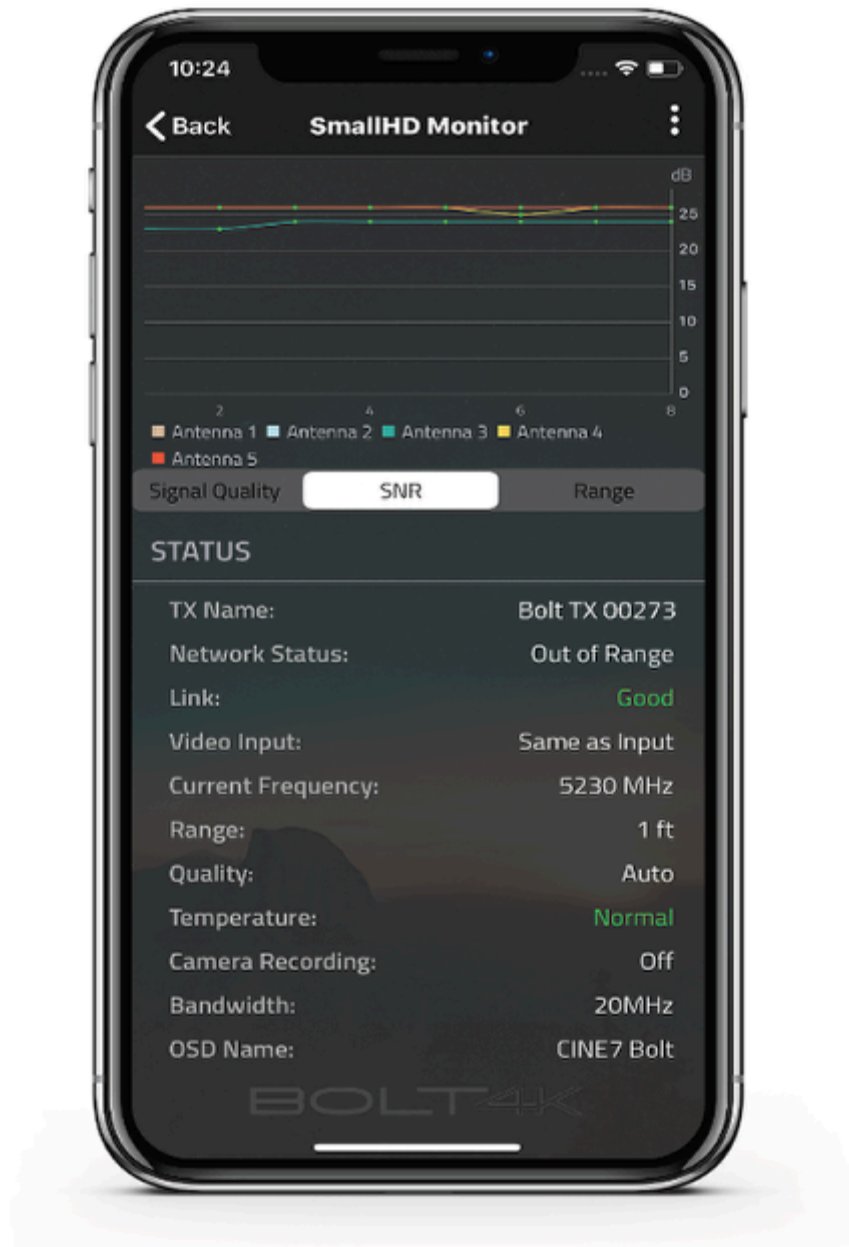 10:24
Back SmallHD Monitor
dB
25
20
15
10
5
0
2 4 6 8
Antenna 1 Antenna 2 Antenna 3 Antenna 4
Antenna 5
Signal Quality SNR Range
STATUS
TX Name: Bolt TX 00273
Network Status: Out of Range
Link: Good
Video Input: Same as Input
Current Frequency: 5230 MHz
Range: 1 ft
Quality: Auto
Temperature: Normal
Camera Recording: Off
Bandwidth: 20MHz
OSD Name: CINE7 Bolt
BOLT4K